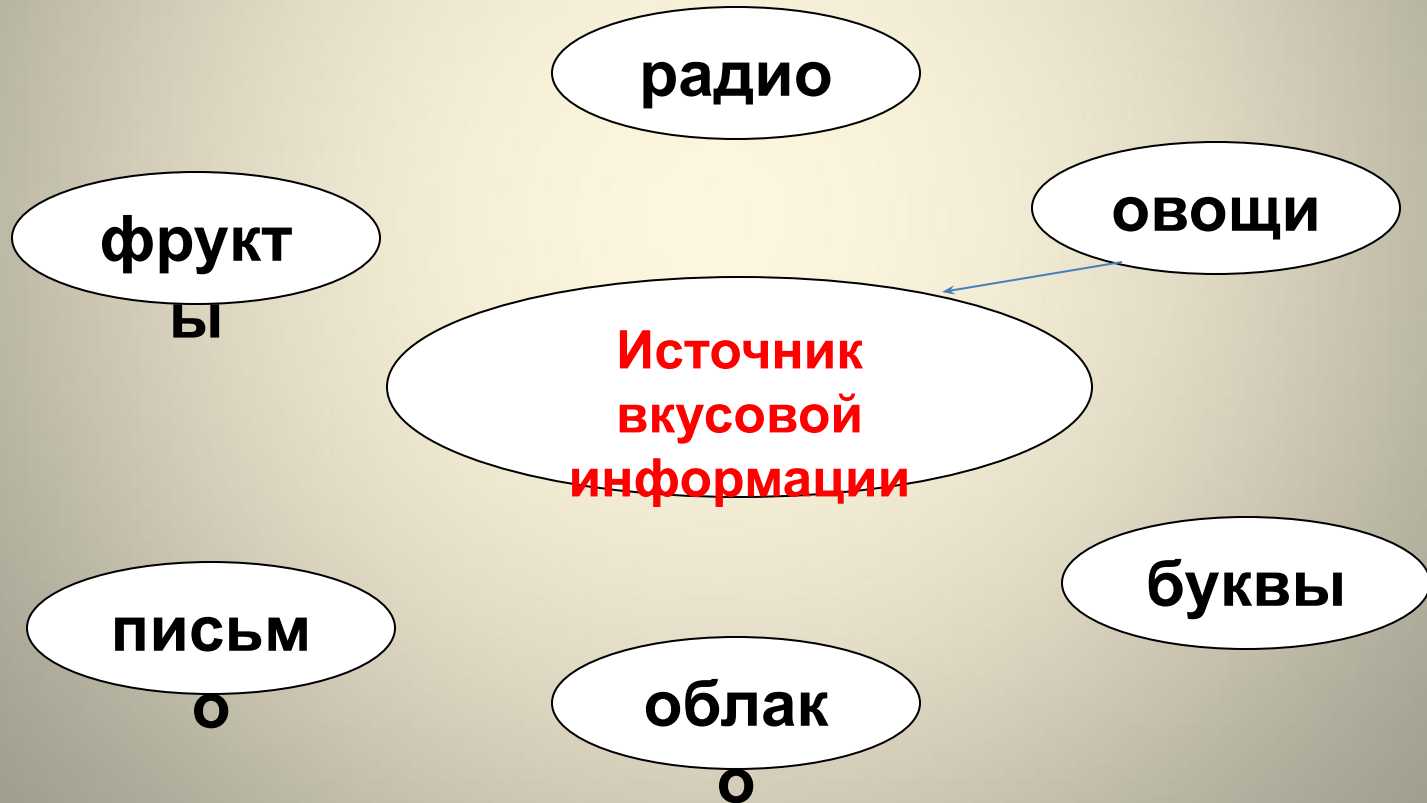 радио
овощи
фрукт
ы
Источник
вкусовой
информации
буквы
письм
о
облак
о